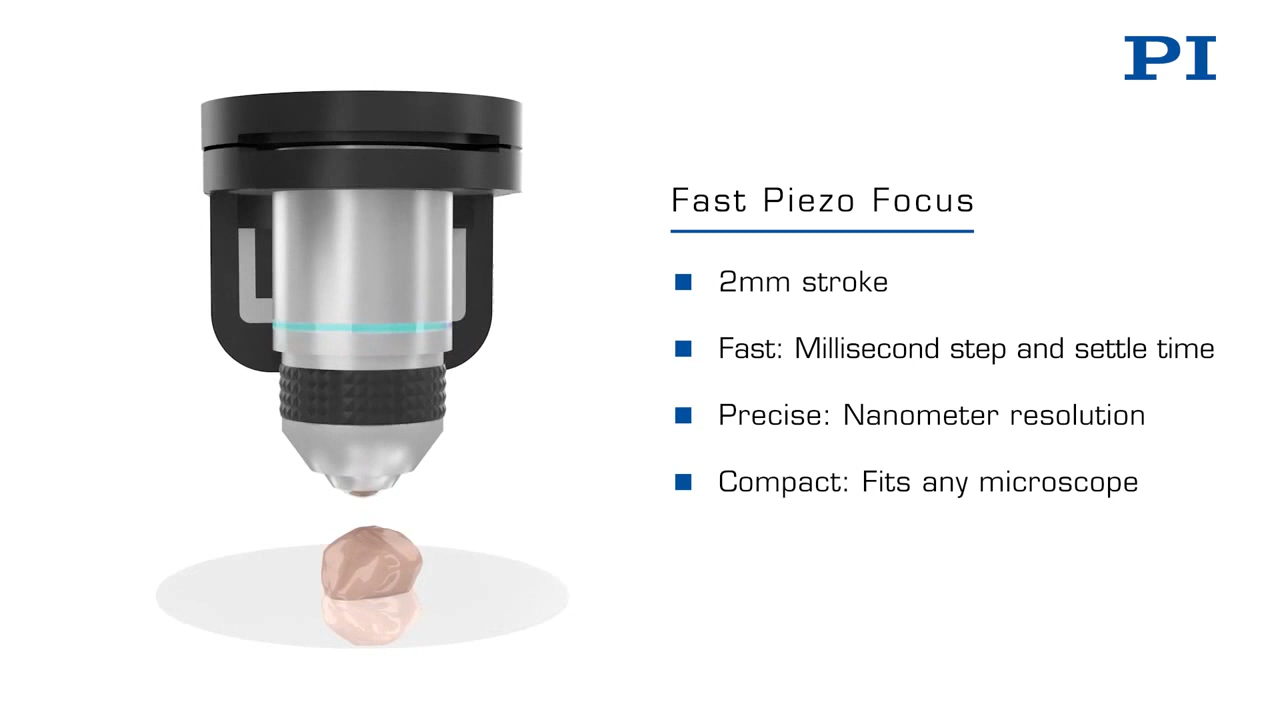 PI
Fast Piezo Focus
2mm stroke
Fast: Millisecond step and settle time
Precise: Nanometer resolution
Compact: Fits any microscope